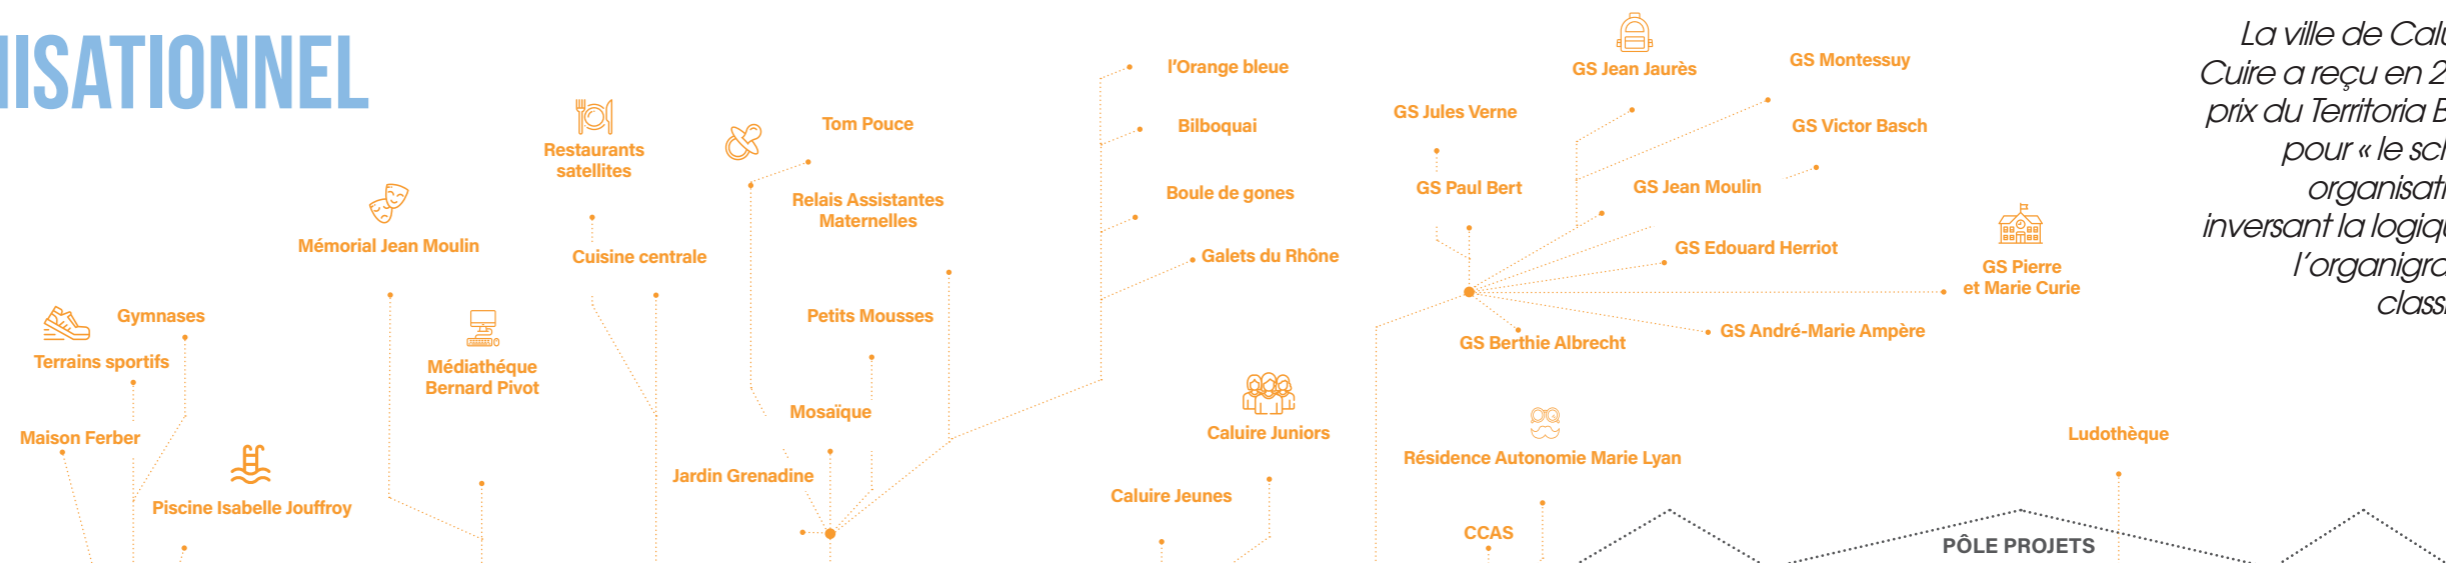 NISATIONNEL
La ville de Calu
Cuire a reçu en 2
prix du Territoria B
pour « le sch
organisati
inversant la logiqu
l’organigra
class
l’Orange bleue
GS Jean Jaurès
GS Montessuy
Tom Pouce
Bilboquai
GS Jules Verne
GS Victor Basch
Restaurants
satellites
Relais Assistantes
Maternelles
Boule de gones
GS Paul Bert
GS Jean Moulin
Mémorial Jean Moulin
Cuisine centrale
Galets du Rhône
GS Edouard Herriot
GS Pierre
et Marie Curie
Gymnases
Petits Mousses
GS Berthie Albrecht
GS André-Marie Ampère
Terrains sportifs
Médiathéque
Bernard Pivot
Mosaïque
Maison Ferber
Caluire Juniors
Ludothèque
Jardin Grenadine
Résidence Autonomie Marie Lyan
Piscine Isabelle Jouffroy
Caluire Jeunes
CCAS
PÔLE PROJETS